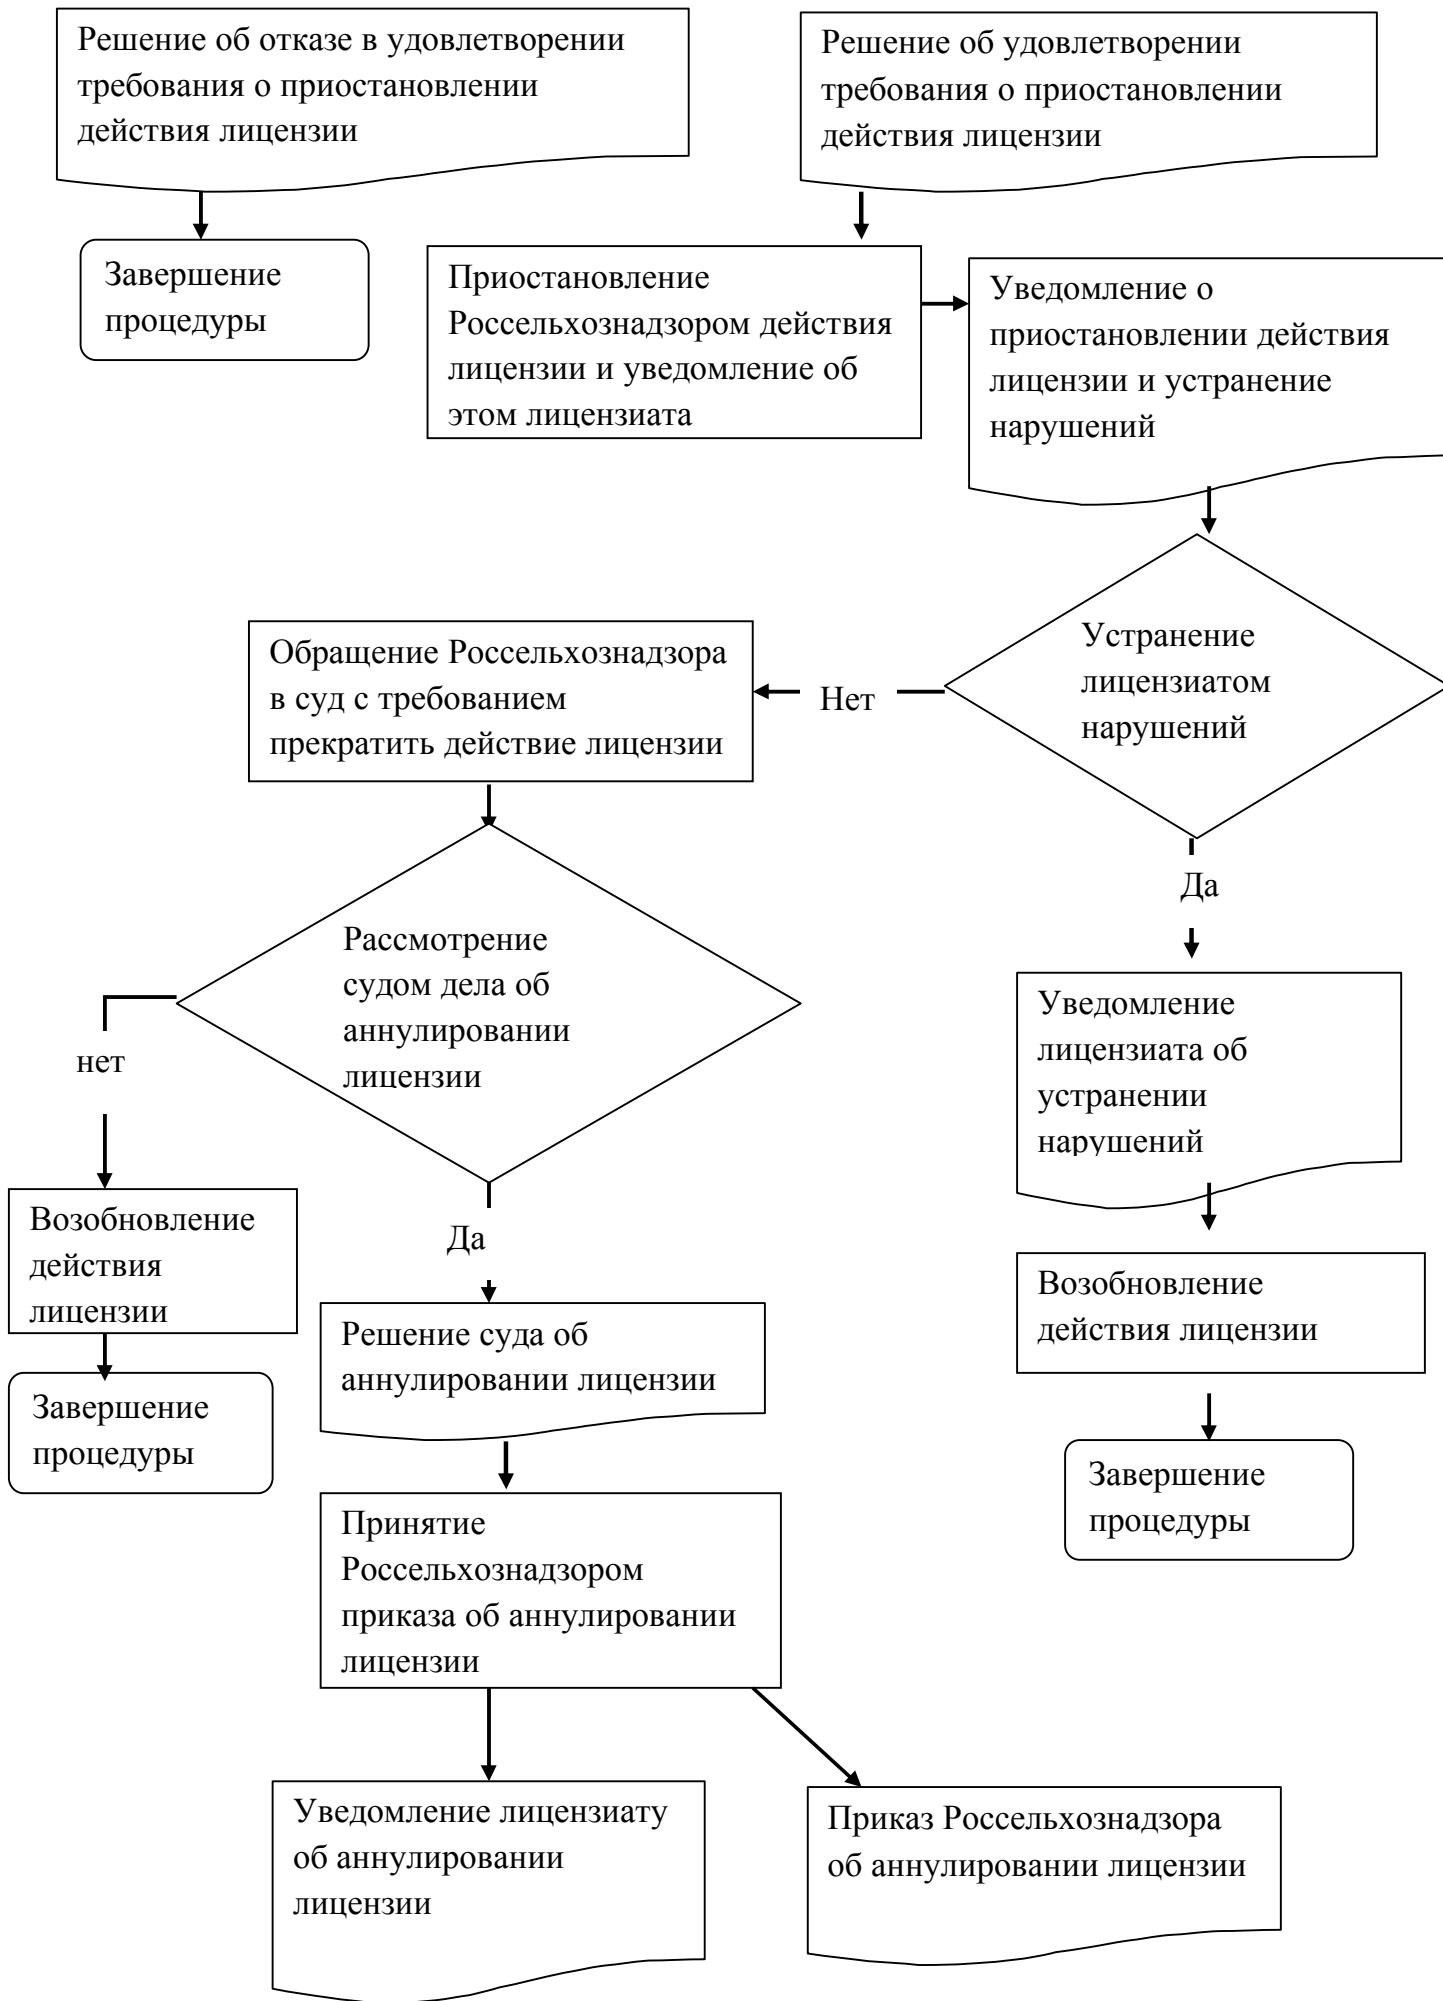 Решение об отказе в удовлетворении
требования о приостановлении
действия лицензии
Решение об удовлетворении
требования о приостановлении
действия лицензии
Завершение
процедуры
Приостановление
Россельхознадзором действия
лицензии и уведомление об
этом лицензиата
Уведомление о
приостановлении действия
лицензии и устранение
нарушений
Устранение
лицензиатом
нарушений
Обращение Россельхознадзора
в суд с требованием
прекратить действие лицензии
Нет
Да
Рассмотрение
судом дела об
аннулировании
лицензии
нет
Уведомление
лицензиата об
устранении
нарушений
Возобновление
действия
лицензии
Да
Возобновление
действия лицензии
Решение суда об
аннулировании лицензии
Завершение
процедуры
Завершение
процедуры
Принятие
Россельхознадзором
приказа об аннулировании
лицензии
Уведомление лицензиату
об аннулировании
лицензии
Приказ Россельхознадзора
об аннулировании лицензии